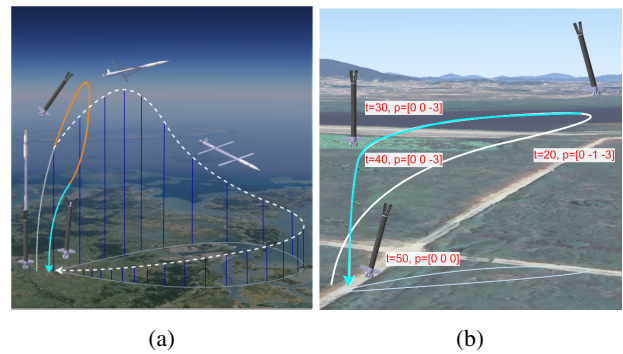 t=30, p=[0 0 -3]
t=40, p=[0 0 -3]
t=20, p=[0 -1 -3]
t=50, p=[0 0 0]
(a)
(b)